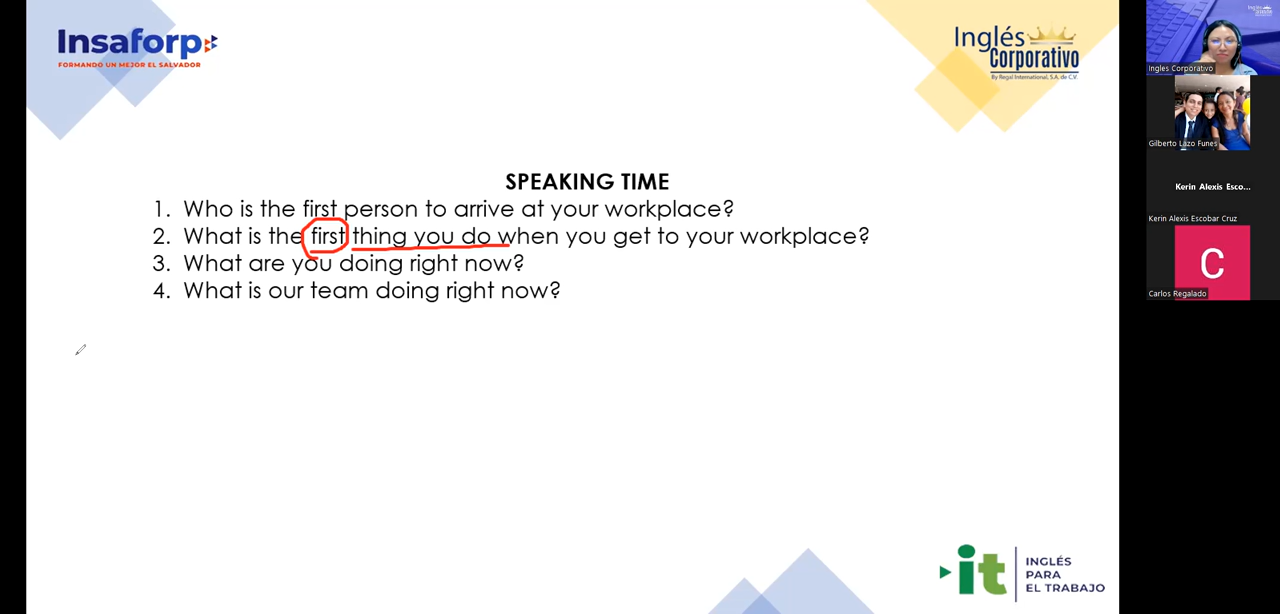 Insaforp
FORMANDO UN MEJOR EL SALVADOR
Inglés
Corporativo
By Regal International, S.A. de C.V.
SPEAKING TIME
1. Who is the first person to arrive at your workplace?
2. What is the first thing you do when you get to your workplace?
3. What are you doing right now?
4. What is our team doing right now?
it
INGLÉS
PARA
EL TRABAJO
Ingles Corporativo
Gilberto Lazo Funes
Kerin Alexis Esco...
Kerin Alexis Escobar Cruz
C
Carlos Regalado